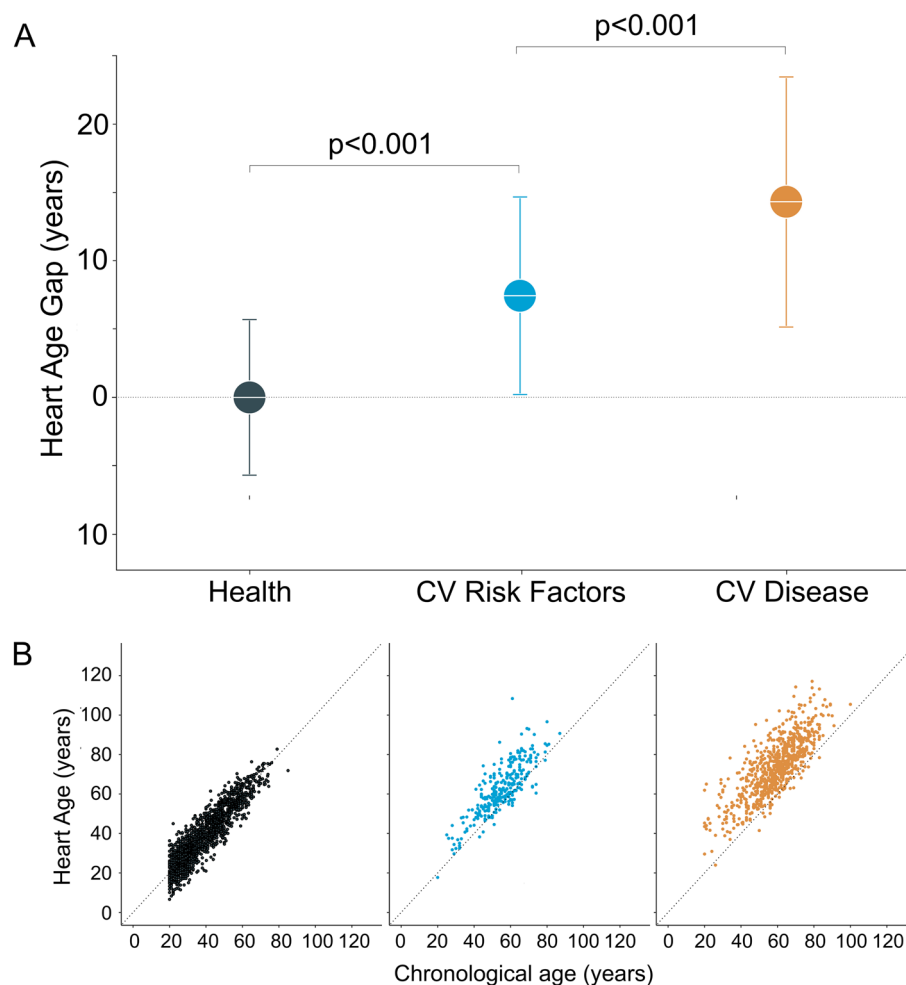 A
p<0.001
p<0.001
Heart Age Gap (years)
20
10
0
10
Health CV Risk Factors CV Disease
B
Heart Age (years)
120
100
80
60
40
20
0
0 20 40 60 80 100 120 0 20 40 60 80 100 120 0 20 40 60 80 100 120
Chronological age (years)